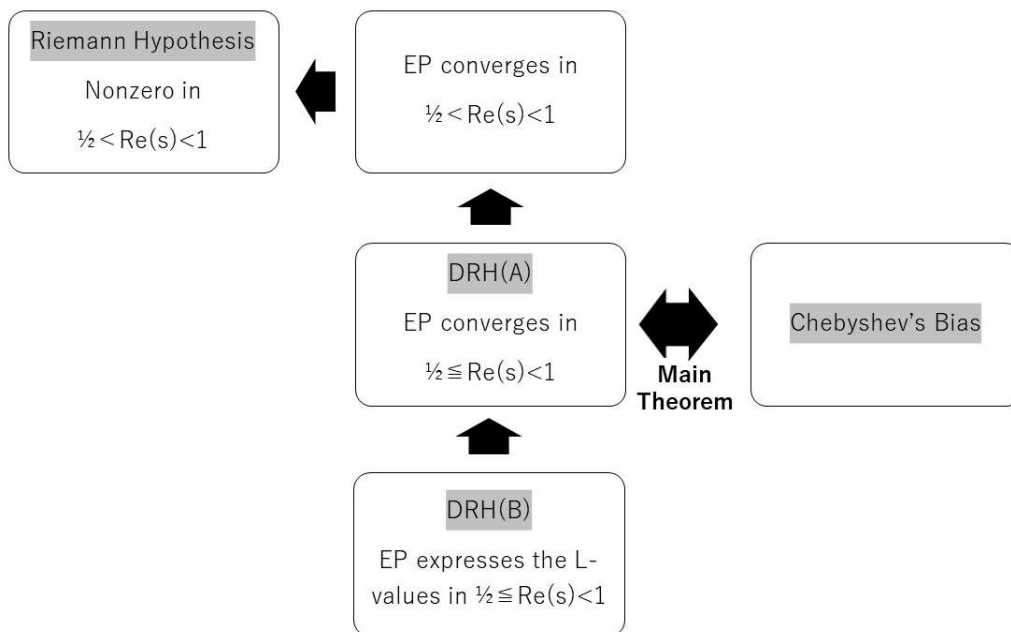 Riemann Hypothesis
Nonzero in
½ < Re(s)<1
EP converges in
½ < Re(s)<1
DRH(A)
EP converges in
½ ≦ Re(s)<1
Main
Theorem
Chebyshev’s Bias
DRH(B)
EP expresses the L-
values in ½ ≦ Re(s)<1